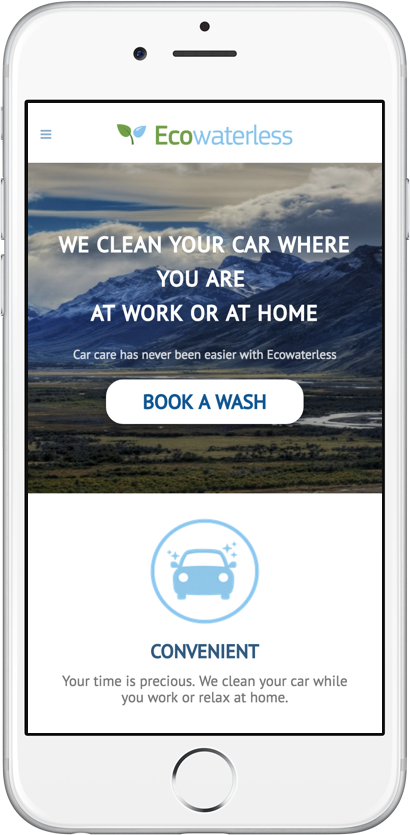 Ecowaterless
WE CLEAN YOUR CAR WHERE
YOU ARE
AT WORK OR AT HOME
Car care has never been easier with Ecowaterless
BOOK A WASH
CONVENIENT
Your time is precious. We clean your car while
you work or relax at home.